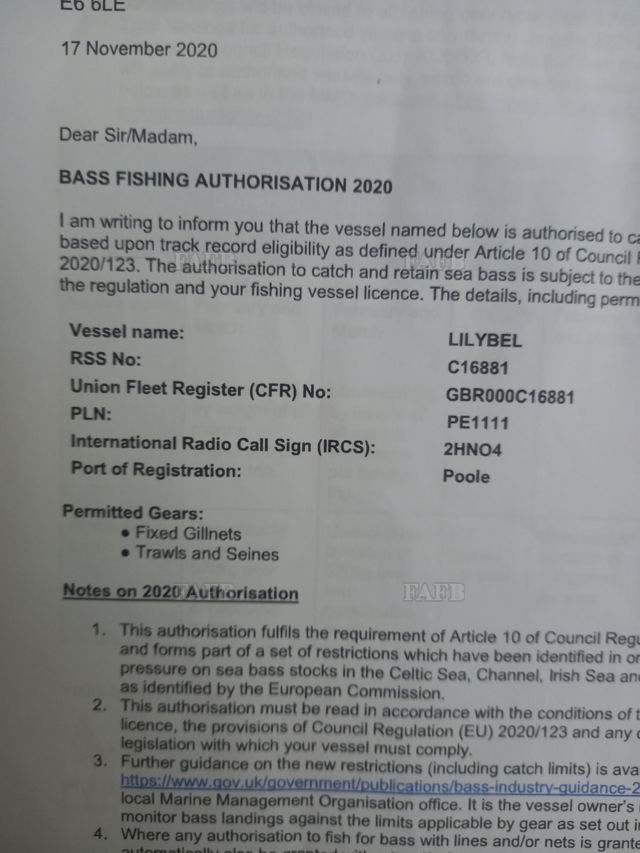 E6 6LE
17 November 2020
Dear Sir/Madam,
BASS FISHING AUTHORISATION 2020
I am writing to inform you that the vessel named below is authorised to ca
based upon track record eligibility as defined under Article 10 of Council
2020/123. The authorisation to catch and retain sea bass is subject to the
the regulation and your fishing vessel licence. The details, including perm
Vessel name: LILYBEL
RSS No: C16881
Union Fleet Register (CFR) No: GBR000C16881
PLN: PE1111
International Radio Call Sign (IRCS): 2HNO4
Port of Registration: Poole
Permitted Gears:
• Fixed Gillnets
• Trawls and Seines
Notes on 2020 Authorisation
FAFB
1. This authorisation fulfils the requirement of Article 10 of Council Regu
and forms part of a set of restrictions which have been identified in or
pressure on sea bass stocks in the Celtic Sea, Channel, Irish Sea and
as identified by the European Commission.
2. This authorisation must be read in accordance with the conditions of t
licence, the provisions of Council Regulation (EU) 2020/123 and any o
legislation with which your vessel must comply.
3. Further guidance on the new restrictions (including catch limits) is ava
https://www.gov.uk/government/publications/bass-industry-guidance-2
local Marine Management Organisation office. It is the vessel owner's
monitor bass landings against the limits applicable by gear as set out i
4. Where any authorisation to fish for bass with lines and/or nets is grante